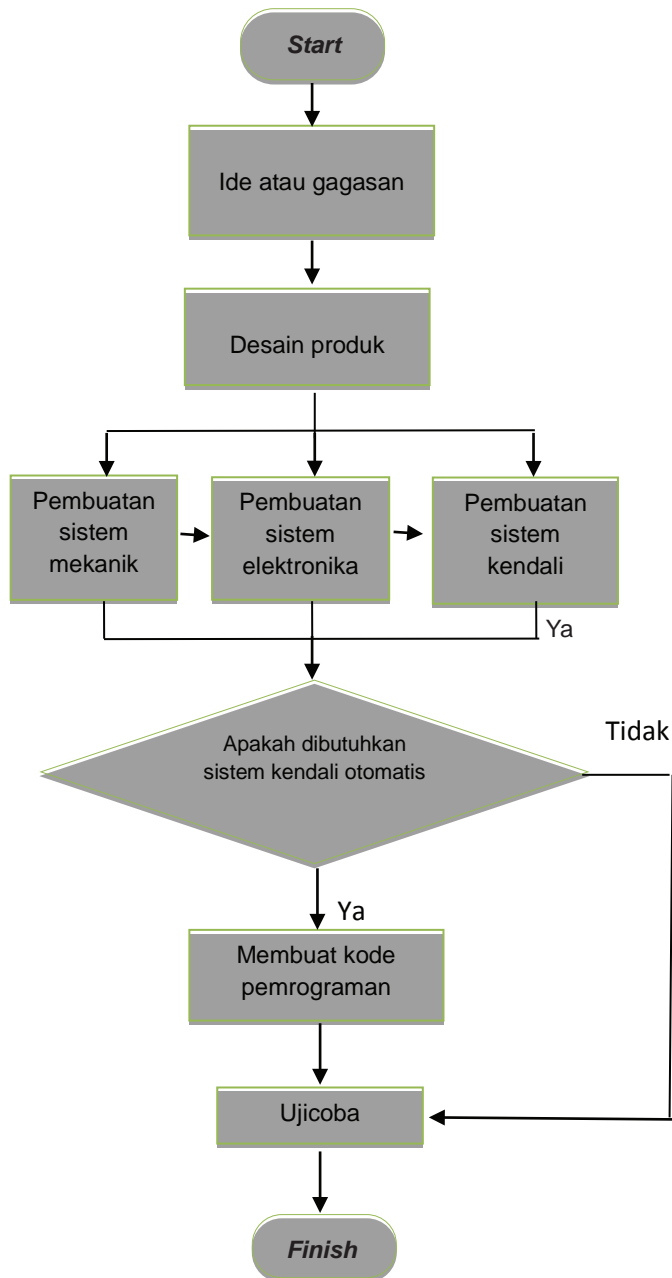 Start
Ide atau gagasan
Desain produk
Pembuatan
sistem
mekanik
Pembuatan
sistem
elektronika
Pembuatan
sistem
kendali
Ya
Apakah dibutuhkan
sistem kendali otomatis
Tidak
Ya
Membuat kode
pemrograman
Ujicoba
Finish